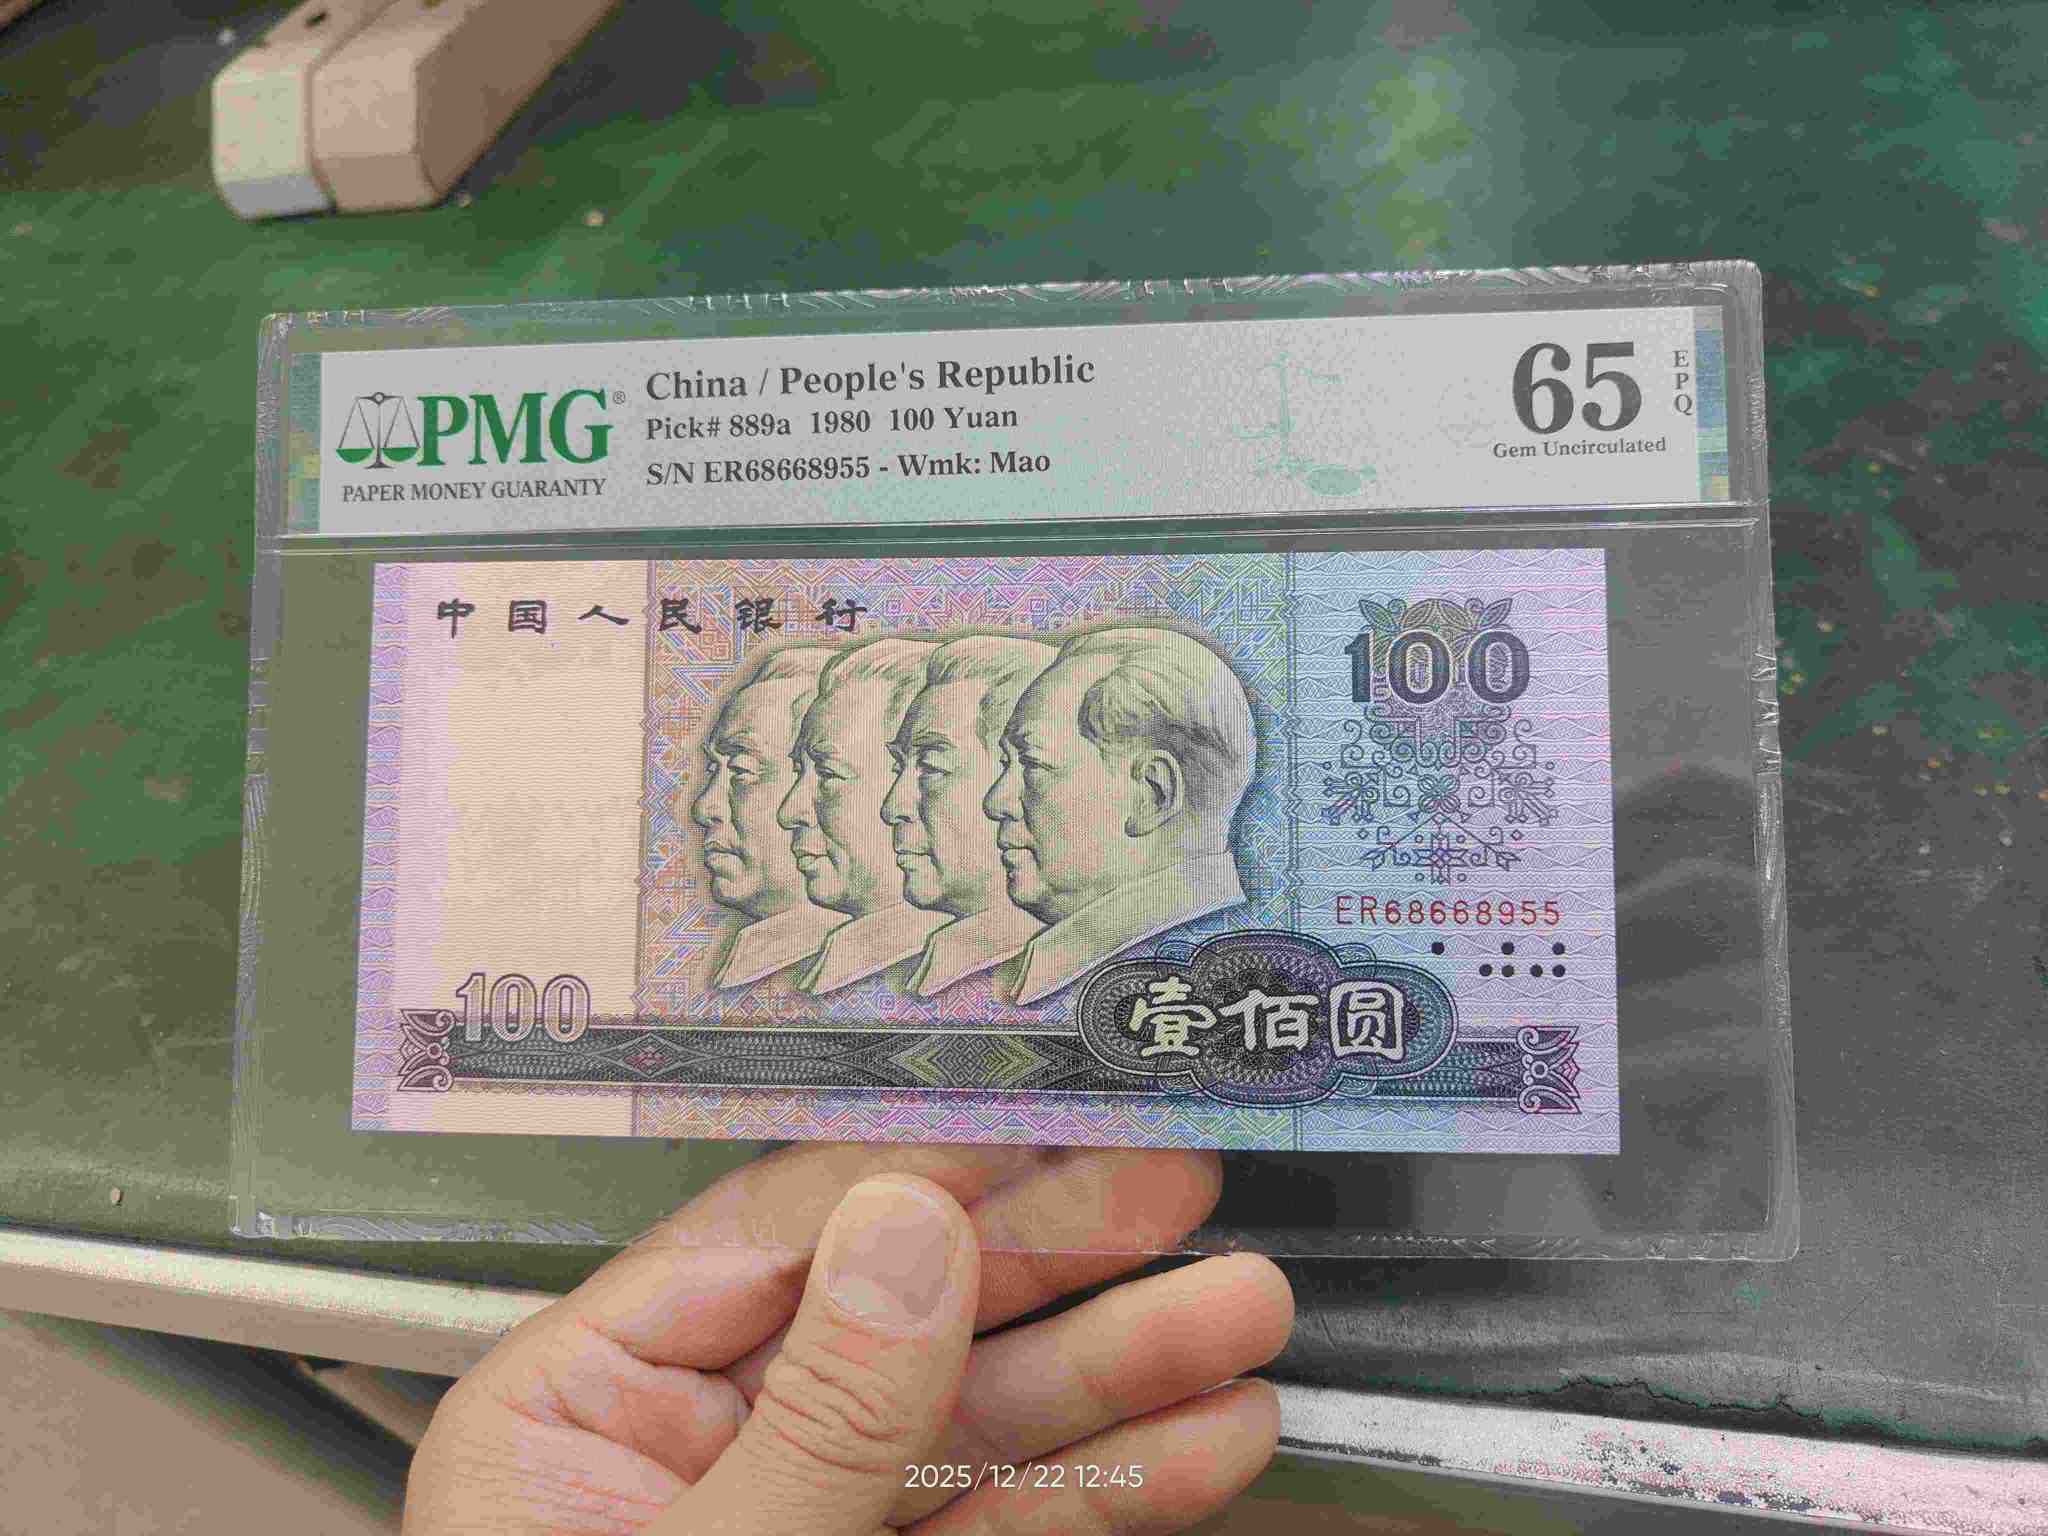 PMG®
PAPER MONEY GUARANTY
China / People's Republic
Pick# 889a 1980 100 Yuan
S/N ER68668955 - Wmk: Mao
65 EPQ
Gem Uncirculated
中国人民银行
100
ER68668955
100
壹佰圆
2025/12/22 12:45